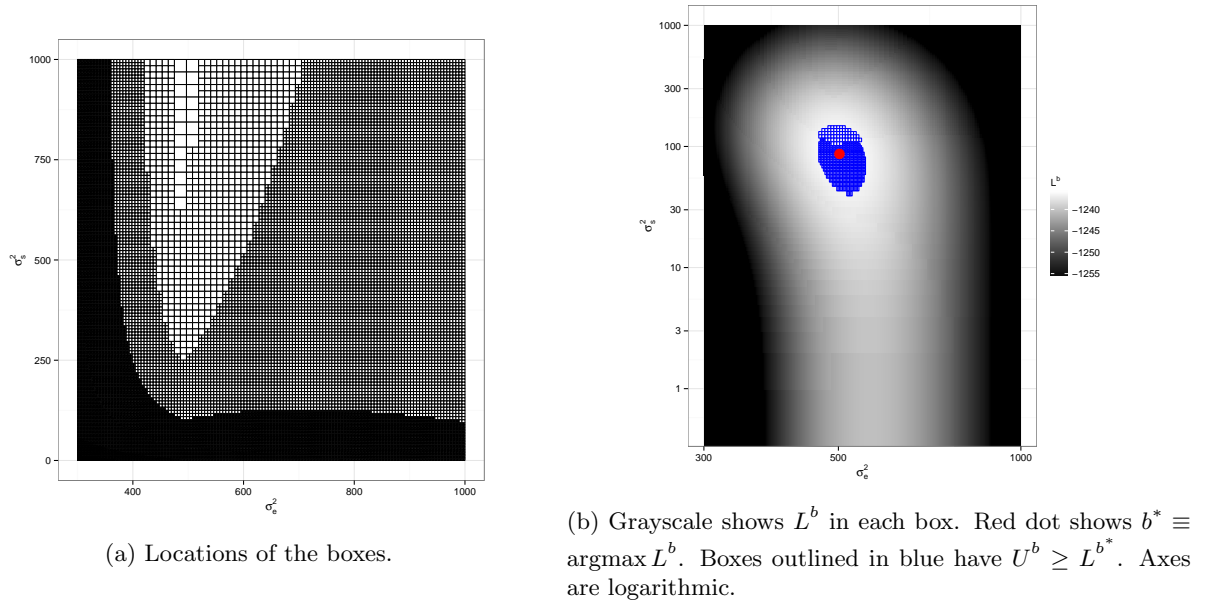 1000
750
500
250
0
σ²ₛ
400
600
800
1000
σ²ₑ
(a) Locations of the boxes.
1000
300
100
30
10
3
1
σ²ₛ
300
500
1000
σ²ₑ
Lᵇ
−1240
−1245
−1250
−1255
(b) Grayscale shows Lᵇ in each box. Red dot shows b* ≡
argmax Lᵇ. Boxes outlined in blue have Uᵇ ≥ Lᵇ*. Axes
are logarithmic.